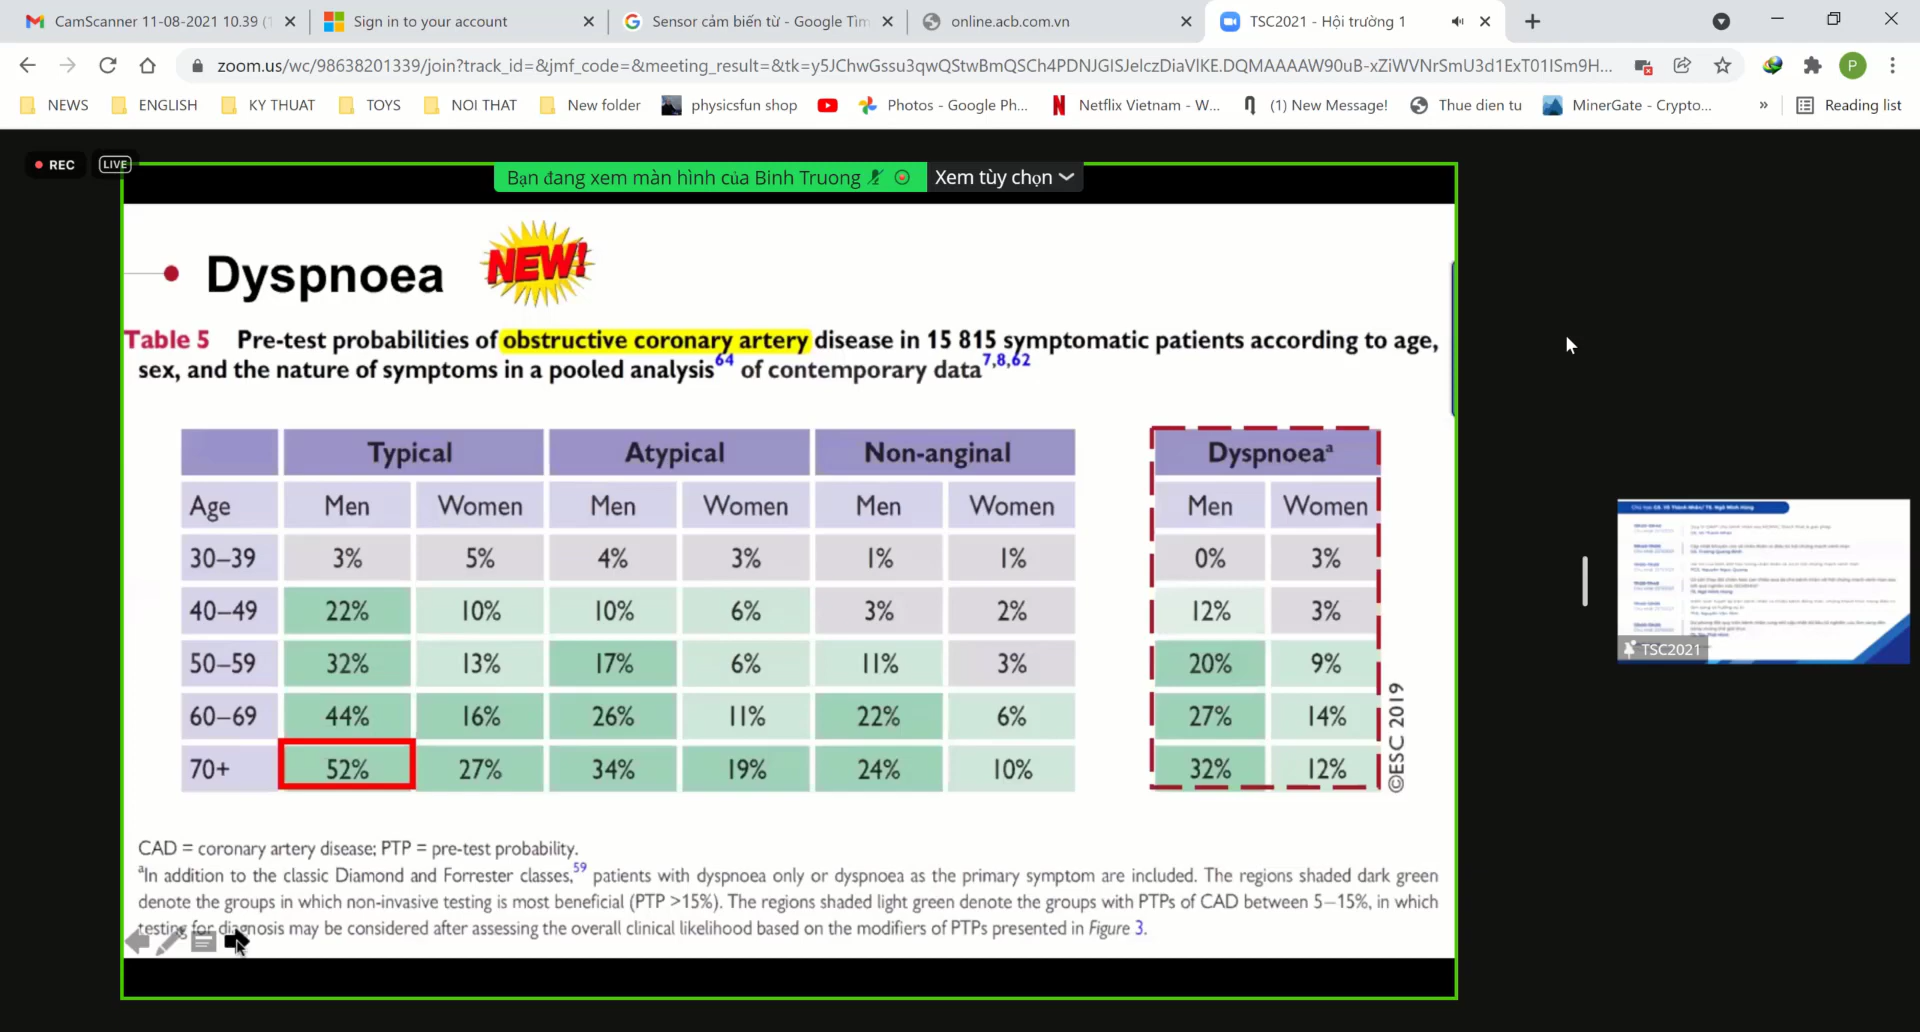 CamScanner 11-08-2021 10.39 (
Sign in to your account
Sensor cảm biến từ - Google Tìm
online.acb.com.vn
TSC2021 - Hội trường 1
zoom.us/wc/98638201339/join?track_id=&jmf_code=&meeting_result=&tk=
P
NEWS
ENGLISH
KY THUAT
TOYS
NOI THAT
New folder
physicsfun shop
Photos - Google Ph...
Netflix Vietnam - W...
(1) New Message!
Thue dien tu
MinerGate - Crypto...
»
Reading list
REC
LIVE
Bạn đang xem màn hình của Binh Truong
Xem tùy chọn
Dyspnoea
NEW!
Table 5 Pre-test probabilities of obstructive coronary artery disease in 15 815 symptomatic patients according to age,
sex, and the nature of symptoms in a pooled analysis64 of contemporary data7,8,62
Typical Atypical Non-anginal Dyspnoeaa
Age Men Women Men Women Men Women Men Women
30–39 3% 5% 4% 3% 1% 1% 0% 3%
40–49 22% 10% 10% 6% 3% 2% 12% 3%
50–59 32% 13% 17% 6% 11% 3% 20% 9%
60–69 44% 16% 26% 11% 22% 6% 27% 14%
70+ 52% 27% 34% 19% 24% 10% 32% 12%
©ESC 2019
CAD = coronary artery disease; PTP = pre-test probability.
aIn addition to the classic Diamond and Forrester classes,59 patients with dyspnoea only or dyspnoea as the primary symptom are included. The regions shaded dark green
denote the groups in which non-invasive testing is most beneficial (PTP >15%). The regions shaded light green denote the groups with PTPs of CAD between 5–15%, in which
testing for diagnosis may be considered after assessing the overall clinical likelihood based on the modifiers of PTPs presented in Figure 3.
TSC2021